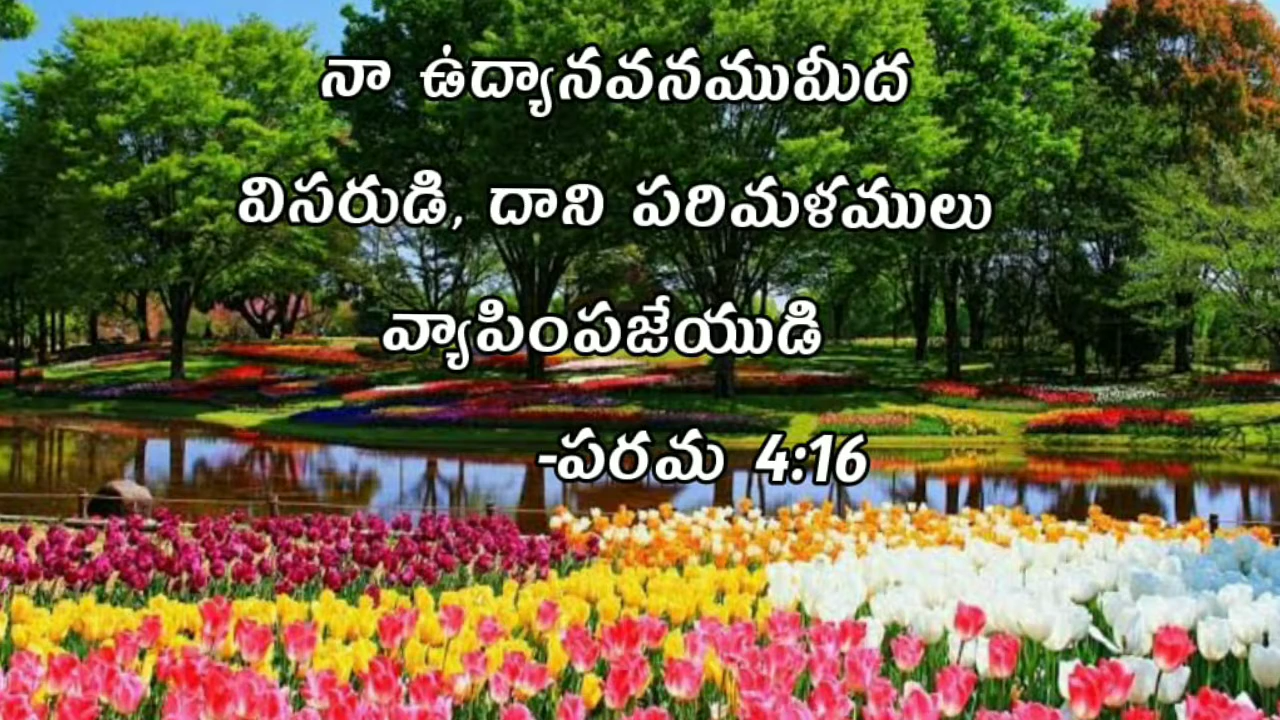 నా ఉద్యానవనముమీద
విసరుడి, దాని పరిమళములు
వ్యాపింపజేయుడి
-పరమ 4:16